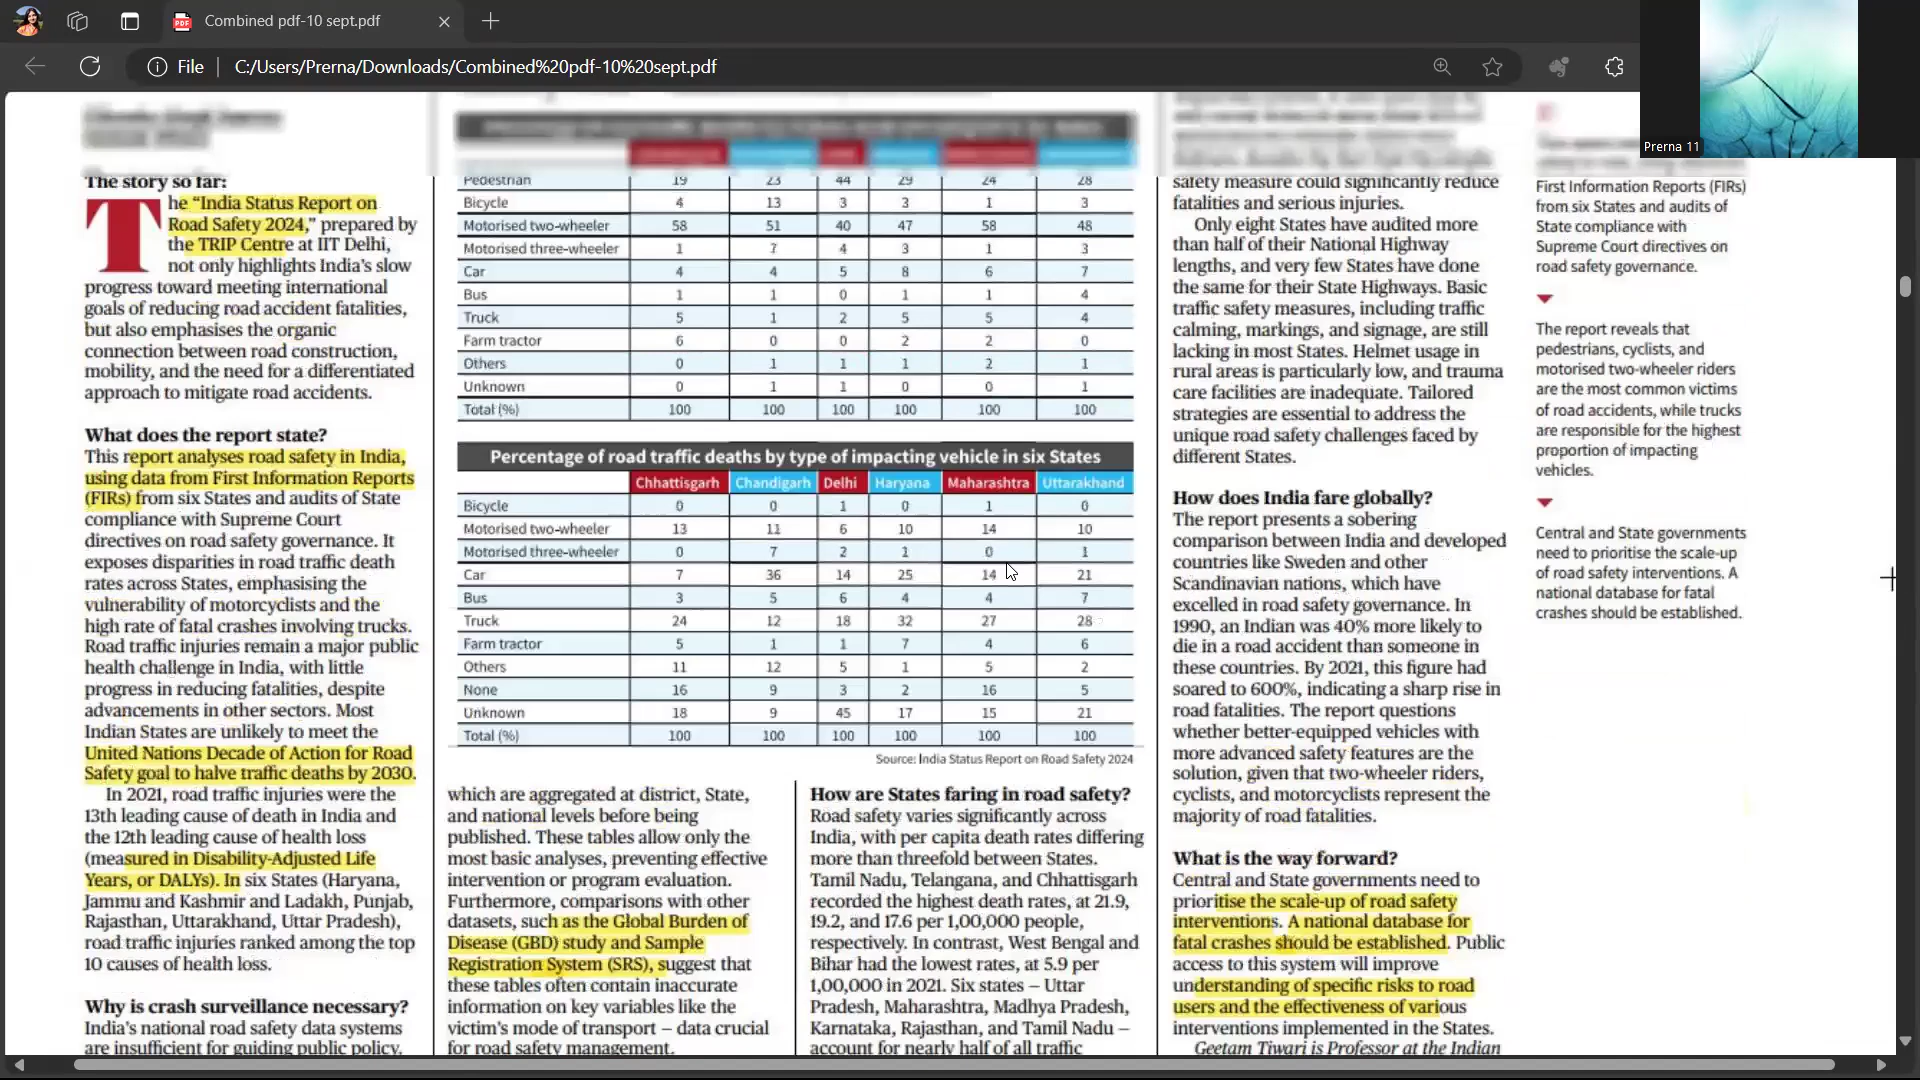 Combined pdf-10 sept.pdf
File
C:/Users/Prerna/Downloads/Combined%20pdf-10%20sept.pdf
Prerna 11
The story so far:
The “India Status Report on
Road Safety 2024,” prepared by
the TRIP Centre at IIT Delhi,
not only highlights India’s slow
progress toward meeting international
goals of reducing road accident fatalities,
but also emphasises the organic
connection between road construction,
mobility, and the need for a differentiated
approach to mitigate road accidents.
What does the report state?
This report analyses road safety in India,
using data from First Information Reports
(FIRs) from six States and audits of State
compliance with Supreme Court
directives on road safety governance. It
exposes disparities in road traffic death
rates across States, emphasising the
vulnerability of motorcyclists and the
high rate of fatal crashes involving trucks.
Road traffic injuries remain a major public
health challenge in India, with little
progress in reducing fatalities, despite
advancements in other sectors. Most
Indian States are unlikely to meet the
United Nations Decade of Action for Road
Safety goal to halve traffic deaths by 2030.
In 2021, road traffic injuries were the
13th leading cause of death in India and
the 12th leading cause of health loss
(measured in Disability-Adjusted Life
Years, or DALYs). In six States (Haryana,
Jammu and Kashmir and Ladakh, Punjab,
Rajasthan, Uttarakhand, Uttar Pradesh),
road traffic injuries ranked among the top
10 causes of health loss.
Why is crash surveillance necessary?
India’s national road safety data systems
are insufficient for guiding public policy.
Pedestrian 19 23 44 29 24 28
Bicycle 4 13 3 3 1 3
Motorised two-wheeler 58 51 40 47 58 48
Motorised three-wheeler 1 7 4 3 1 3
Car 4 4 5 8 6 7
Bus 1 1 0 1 1 4
Truck 5 1 2 5 5 4
Farm tractor 6 0 0 2 2 0
Others 0 1 1 1 2 1
Unknown 0 1 1 0 0 1
Total (%) 100 100 100 100 100 100
Percentage of road traffic deaths by type of impacting vehicle in six States
Chhattisgarh Chandigarh Delhi Haryana Maharashtra Uttarakhand
Bicycle 0 0 1 0 1 0
Motorised two-wheeler 13 11 6 10 14 10
Motorised three-wheeler 0 7 2 1 0 1
Car 7 36 14 25 14 21
Bus 3 5 6 4 4 7
Truck 24 12 18 32 27 28
Farm tractor 5 1 1 7 4 6
Others 11 12 5 1 5 2
None 16 9 3 2 16 5
Unknown 18 9 45 17 15 21
Total (%) 100 100 100 100 100 100
Source: India Status Report on Road Safety 2024
which are aggregated at district, State,
and national levels before being
published. These tables allow only the
most basic analyses, preventing effective
intervention or program evaluation.
Furthermore, comparisons with other
datasets, such as the Global Burden of
Disease (GBD) study and Sample
Registration System (SRS), suggest that
these tables often contain inaccurate
information on key variables like the
victim’s mode of transport – data crucial
for road safety management.
How are States faring in road safety?
Road safety varies significantly across
India, with per capita death rates differing
more than threefold between States.
Tamil Nadu, Telangana, and Chhattisgarh
recorded the highest death rates, at 21.9,
19.2, and 17.6 per 1,00,000 people,
respectively. In contrast, West Bengal and
Bihar had the lowest rates, at 5.9 per
1,00,000 in 2021. Six states – Uttar
Pradesh, Maharashtra, Madhya Pradesh,
Karnataka, Rajasthan, and Tamil Nadu –
account for nearly half of all traffic
safety measure could significantly reduce
fatalities and serious injuries.
Only eight States have audited more
than half of their National Highway
lengths, and very few States have done
the same for their State Highways. Basic
traffic safety measures, including traffic
calming, markings, and signage, are still
lacking in most States. Helmet usage in
rural areas is particularly low, and trauma
care facilities are inadequate. Tailored
strategies are essential to address the
unique road safety challenges faced by
different States.
How does India fare globally?
The report presents a sobering
comparison between India and developed
countries like Sweden and other
Scandinavian nations, which have
excelled in road safety governance. In
1990, an Indian was 40% more likely to
die in a road accident than someone in
these countries. By 2021, this figure had
soared to 600%, indicating a sharp rise in
road fatalities. The report questions
whether better-equipped vehicles with
more advanced safety features are the
solution, given that two-wheeler riders,
cyclists, and motorcyclists represent the
majority of road fatalities.
What is the way forward?
Central and State governments need to
prioritise the scale-up of road safety
interventions. A national database for
fatal crashes should be established. Public
access to this system will improve
understanding of specific risks to road
users and the effectiveness of various
interventions implemented in the States.
Geetam Tiwari is Professor at the Indian
First Information Reports (FIRs)
from six States and audits of
State compliance with
Supreme Court directives on
road safety governance.
The report reveals that
pedestrians, cyclists, and
motorised two-wheeler riders
are the most common victims
of road accidents, while trucks
are responsible for the highest
proportion of impacting
vehicles.
Central and State governments
need to prioritise the scale-up
of road safety interventions. A
national database for fatal
crashes should be established.